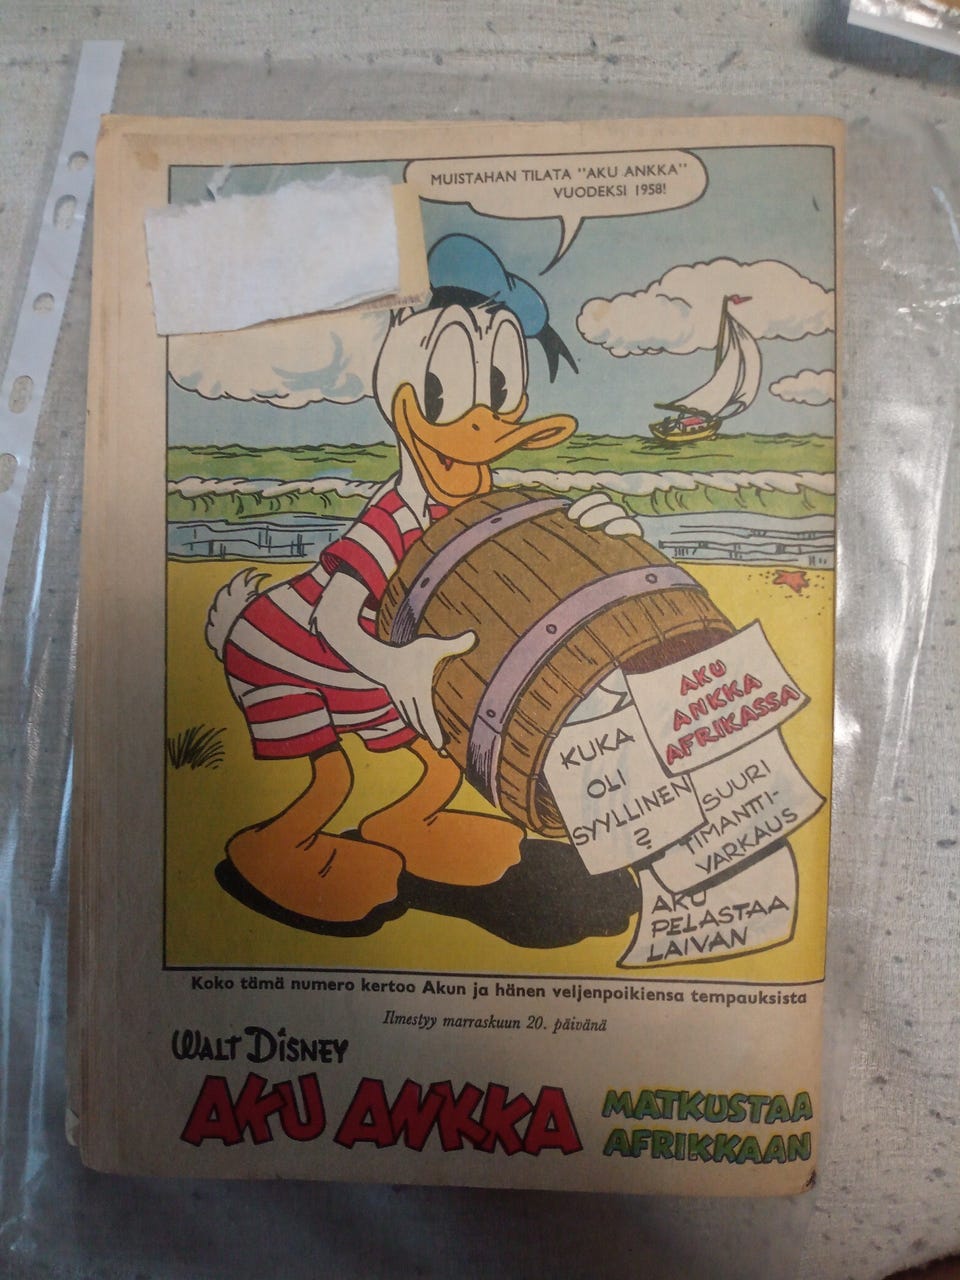 MUISTAHAN TILATA "AKU ANKKA"
VUODEKSI 1958!
AKU
ANKKA
AFRIKASSA
KUKA
OLI
SYYLLINEN
?
SUURI
TIMANTTI-
VARKAUS
AKU
PELASTAA
LAIVAN
Koko tämä numero kertoo Akun ja hänen veljenpoikiensa tempauksista
Ilmestyy marraskuun 20. päivänä
WALT DISNEY
AKU ANKKA
MATKUSTAA
AFRIKKAAN